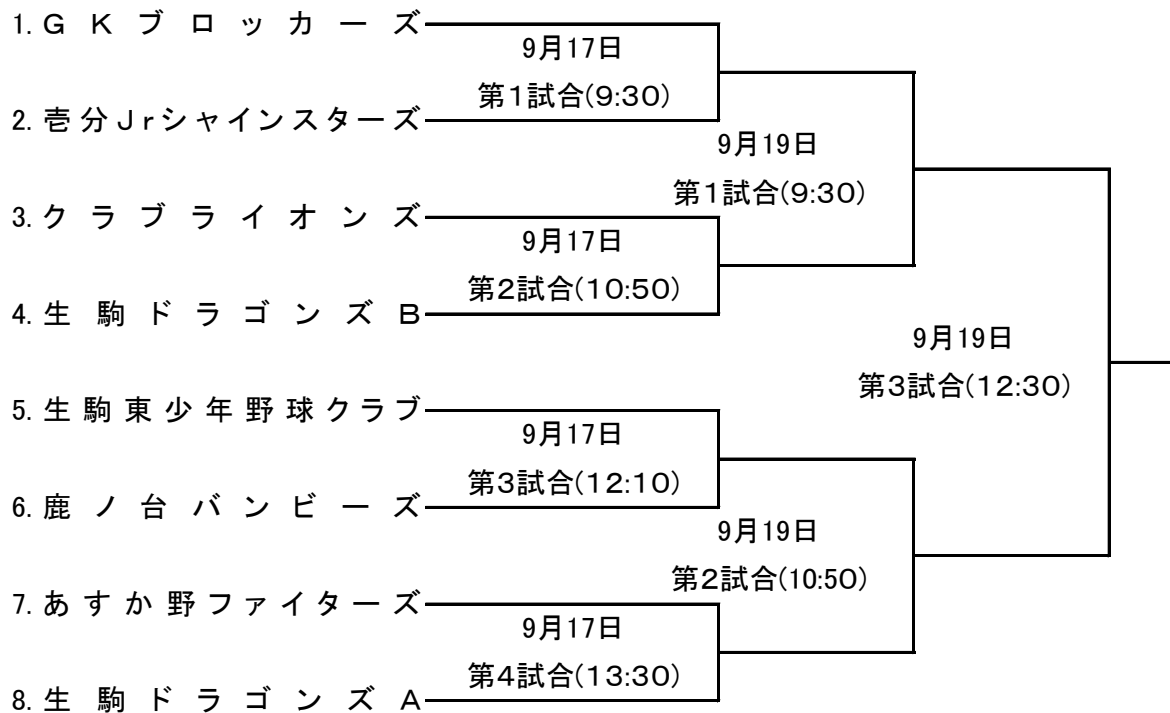 1. GKブロッカーズ
9月17日
第1試合(9:30)
2. 壱分Jrシャインスターズ
9月19日
第1試合(9:30)
3. クラブライオンズ
9月17日
第2試合(10:50)
4. 生駒ドラゴンズB
9月19日
第3試合(12:30)
5. 生駒東少年野球クラブ
9月17日
第3試合(12:10)
6. 鹿ノ台バンビーズ
9月19日
第2試合(10:50)
7. あすか野ファイターズ
9月17日
第4試合(13:30)
8. 生駒ドラゴンズA